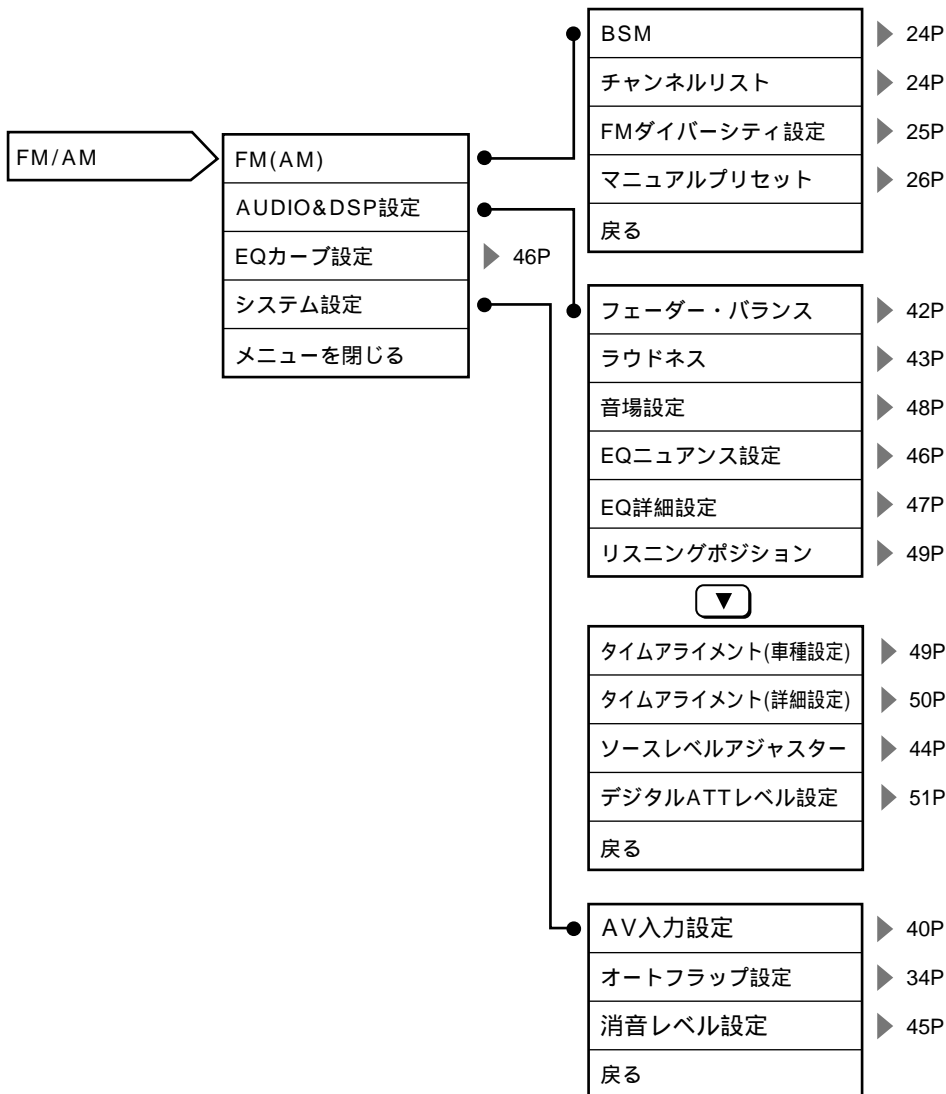 FM/AM
FM(AM)
AUDIO&DSP設定
EQカーブ設定 ▶ 46P
システム設定
メニューを閉じる
BSM ▶ 24P
チャンネルリスト ▶ 24P
FMダイバーシティ設定 ▶ 25P
マニュアルプリセット ▶ 26P
戻る
フェーダー・バランス ▶ 42P
ラウドネス ▶ 43P
音場設定 ▶ 48P
EQニュアンス設定 ▶ 46P
EQ詳細設定 ▶ 47P
リスニングポジション ▶ 49P
▼
タイムアライメント(車種設定) ▶ 49P
タイムアライメント(詳細設定) ▶ 50P
ソースレベルアジャスター ▶ 44P
デジタルATTレベル設定 ▶ 51P
戻る
AV入力設定 ▶ 40P
オートフラップ設定 ▶ 34P
消音レベル設定 ▶ 45P
戻る